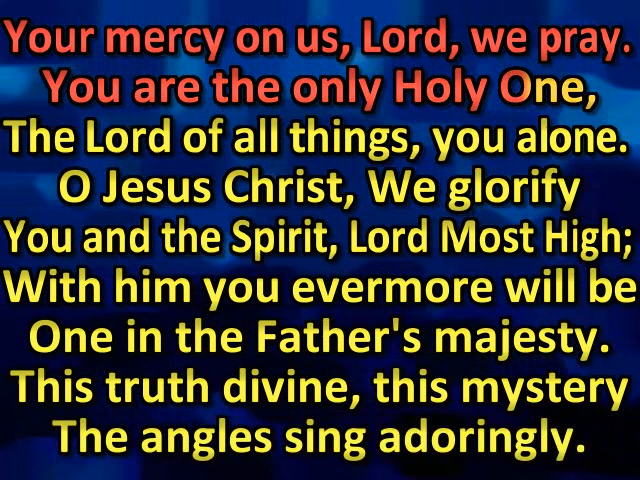 Your mercy on us, Lord, we pray.
You are the only Holy One,
The Lord of all things, you alone.
O Jesus Christ, We glorify
You and the Spirit, Lord Most High;
With him you evermore will be
One in the Father's majesty.
This truth divine, this mystery
The angles sing adoringly.